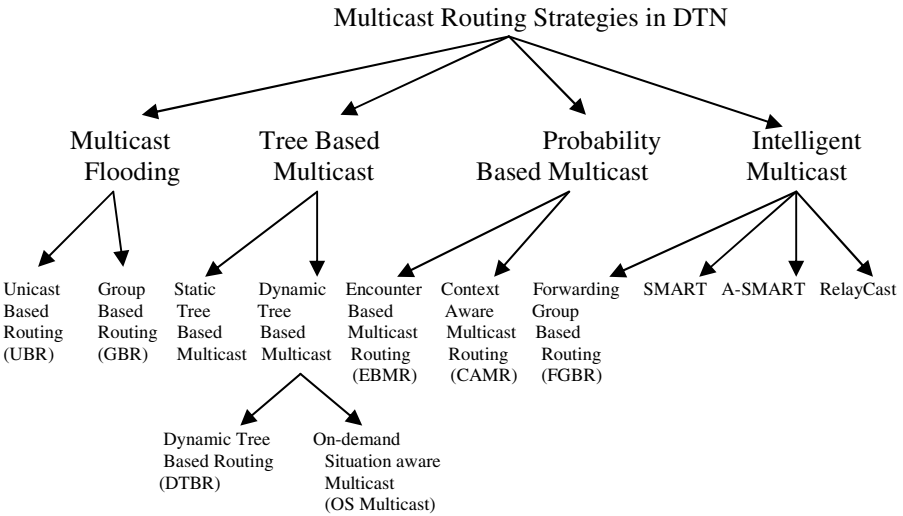 Multicast Routing Strategies in DTN
Multicast
Flooding
Tree Based
Multicast
Probability
Based Multicast
Intelligent
Multicast
Unicast
Based
Routing
(UBR)
Group
Based
Routing
(GBR)
Static
Tree
Based
Multicast
Dynamic
Tree
Based
Multicast
Encounter
Based
Multicast
Routing
(EBMR)
Context
Aware
Multicast
Routing
(CAMR)
Forwarding
Group
Based
Routing
(FGBR)
SMART
A-SMART
RelayCast
Dynamic Tree
Based Routing
(DTBR)
On-demand
Situation aware
Multicast
(OS Multicast)